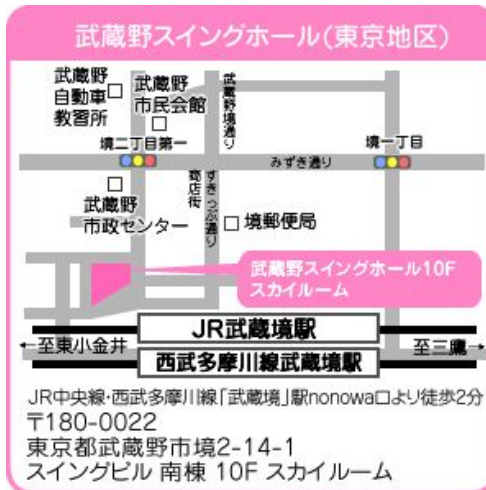 武蔵野スイングホール(東京地区)
武蔵野
自動車
教習所
武蔵野
市民会館
武蔵野境通り
境二丁目第一
みずき通り
境一丁目
武蔵野
市政センター
商店街
すきっぷ通り
境郵便局
武蔵野スイングホール10F
スカイルーム
JR武蔵境駅
←至東小金井
西武多摩川線武蔵境駅
至三鷹→
JR中央線・西武多摩川線「武蔵境」駅nonowa口より徒歩2分
〒180-0022
東京都武蔵野市境2-14-1
スイングビル 南棟 10F スカイルーム